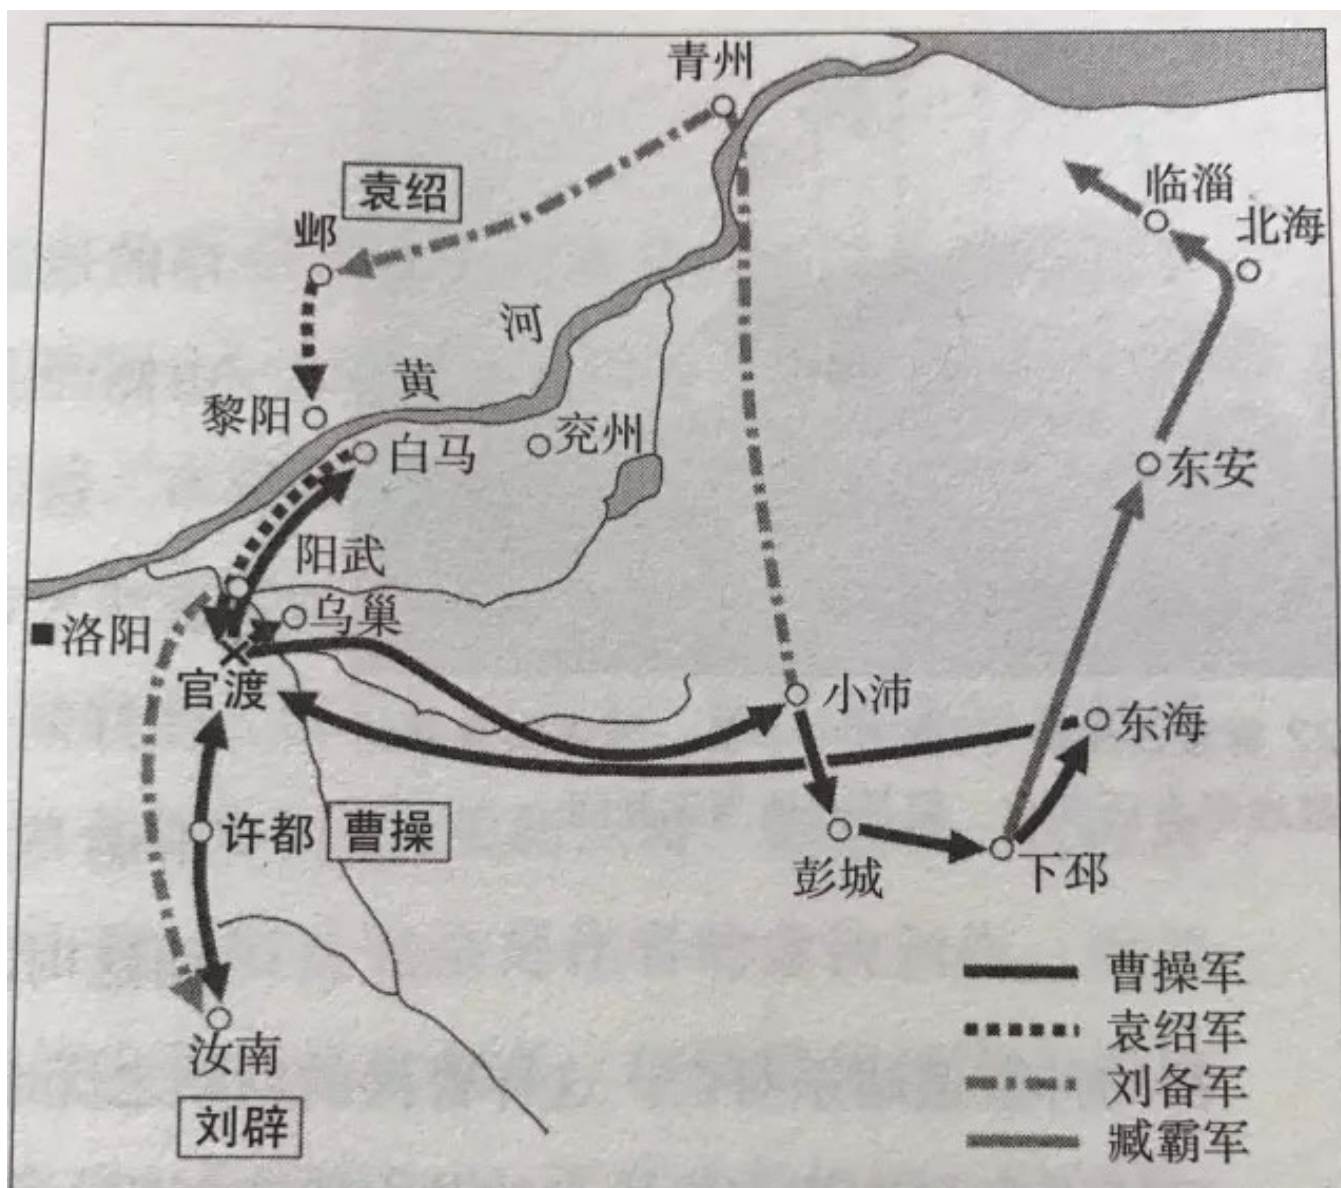 青州
临淄
北海
袁绍
邺
河
黄
黎阳
白马
兖州
东安
阳武
乌巢
洛阳
官渡
小沛
东海
许都
曹操
彭城
下邳
汝南
刘辟
曹操军
袁绍军
刘备军
臧霸军